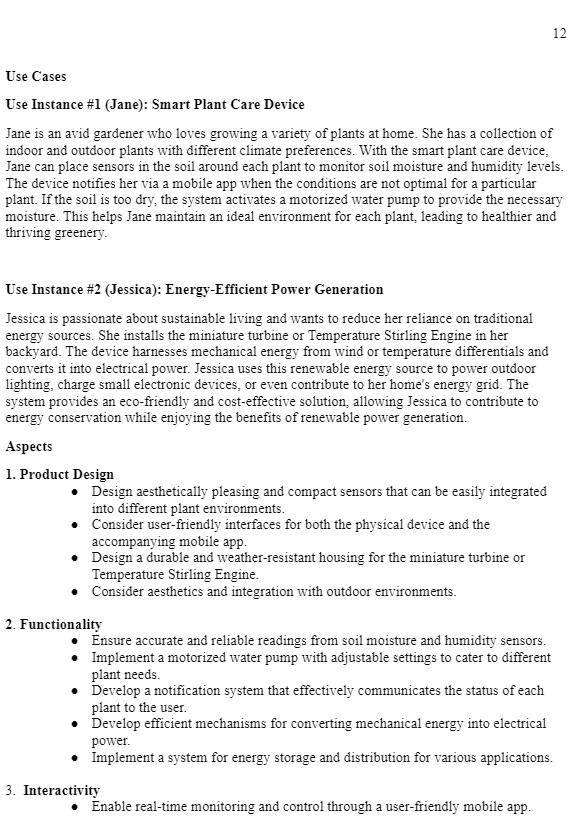 12
Use Cases
Use Instance #1 (Jane): Smart Plant Care Device
Jane is an avid gardener who loves growing a variety of plants at home. She has a collection of
indoor and outdoor plants with different climate preferences. With the smart plant care device,
Jane can place sensors in the soil around each plant to monitor soil moisture and humidity levels.
The device notifies her via a mobile app when the conditions are not optimal for a particular
plant. If the soil is too dry, the system activates a motorized water pump to provide the necessary
moisture. This helps Jane maintain an ideal environment for each plant, leading to healthier and
thriving greenery.
Use Instance #2 (Jessica): Energy-Efficient Power Generation
Jessica is passionate about sustainable living and wants to reduce her reliance on traditional
energy sources. She installs the miniature turbine or Temperature Stirling Engine in her
backyard. The device harnesses mechanical energy from wind or temperature differentials and
converts it into electrical power. Jessica uses this renewable energy source to power outdoor
lighting, charge small electronic devices, or even contribute to her home's energy grid. The
system provides an eco-friendly and cost-effective solution, allowing Jessica to contribute to
energy conservation while enjoying the benefits of renewable power generation.
Aspects
1. Product Design
● Design aesthetically pleasing and compact sensors that can be easily integrated
into different plant environments.
● Consider user-friendly interfaces for both the physical device and the
accompanying mobile app.
● Design a durable and weather-resistant housing for the miniature turbine or
Temperature Stirling Engine.
● Consider aesthetics and integration with outdoor environments.
2. Functionality
● Ensure accurate and reliable readings from soil moisture and humidity sensors.
● Implement a motorized water pump with adjustable settings to cater to different
plant needs.
● Develop a notification system that effectively communicates the status of each
plant to the user.
● Develop efficient mechanisms for converting mechanical energy into electrical
power.
● Implement a system for energy storage and distribution for various applications.
3. Interactivity
● Enable real-time monitoring and control through a user-friendly mobile app.